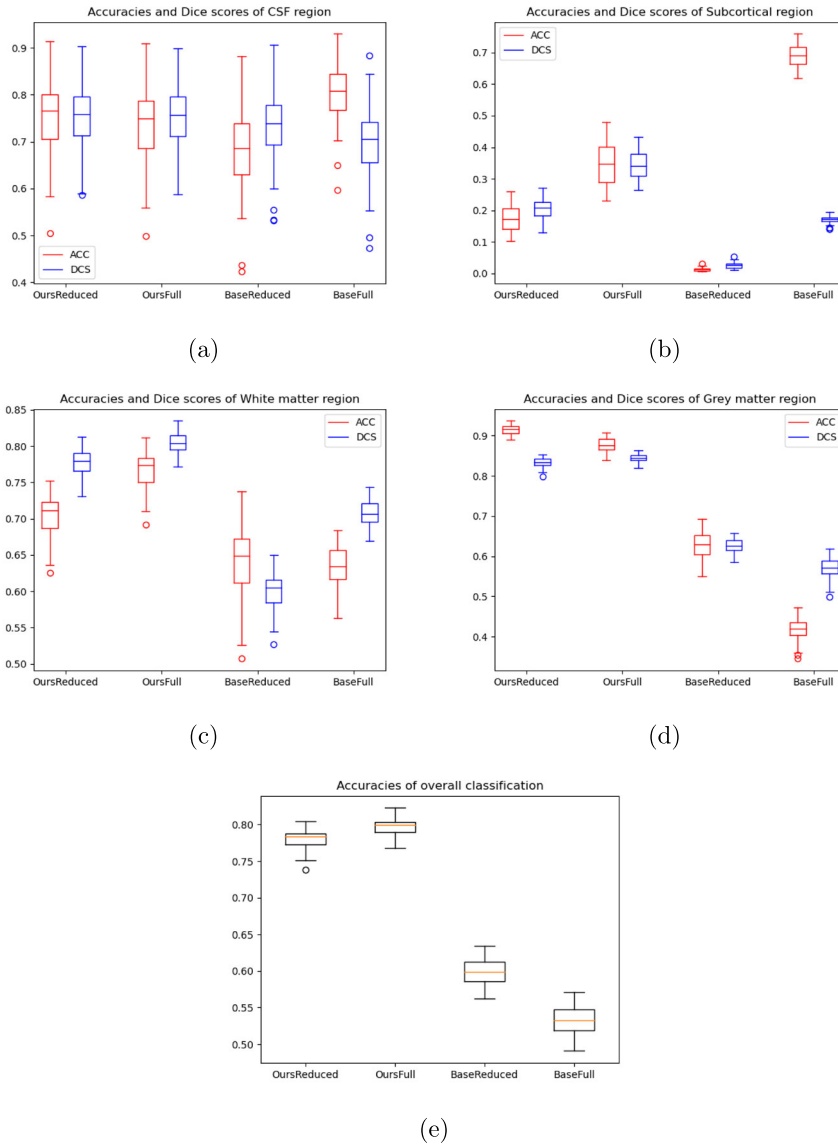 Accuracies and Dice scores of CSF region
0.9
0.8
0.7
0.6
0.5
0.4
ACC
DCS
OursReduced OursFull BaseReduced BaseFull
(a)
Accuracies and Dice scores of Subcortical region
ACC
DCS
0.7
0.6
0.5
0.4
0.3
0.2
0.1
0.0
OursReduced OursFull BaseReduced BaseFull
(b)
Accuracies and Dice scores of White matter region
0.85
0.80
0.75
0.70
0.65
0.60
0.55
0.50
ACC
DCS
OursReduced OursFull BaseReduced BaseFull
(c)
Accuracies and Dice scores of Grey matter region
ACC
DCS
0.9
0.8
0.7
0.6
0.5
0.4
OursReduced OursFull BaseReduced BaseFull
(d)
Accuracies of overall classification
0.80
0.75
0.70
0.65
0.60
0.55
0.50
OursReduced OursFull BaseReduced BaseFull
(e)